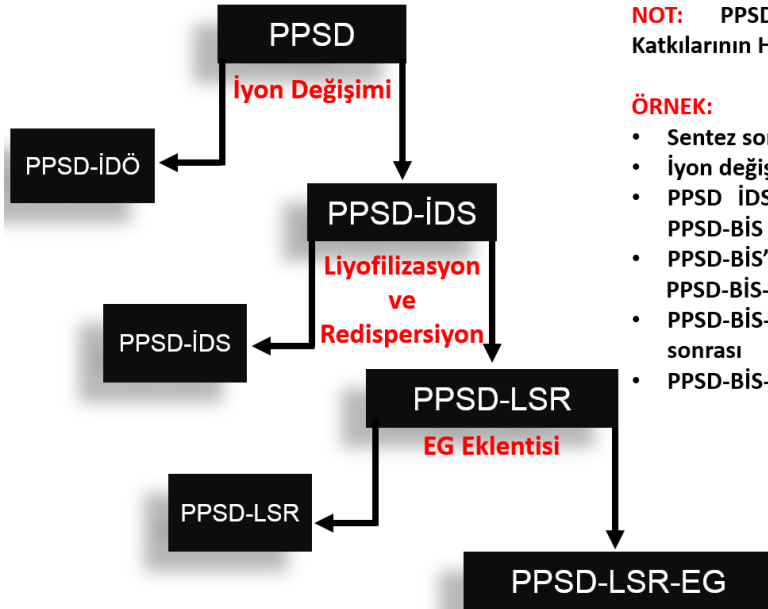 PPSD
İyon Değişimi
PPSD-İDÖ
PPSD-İDS
Liyofilizasyon
ve
Redispersiyon
PPSD-İDS
PPSD-LSR
EG Eklentisi
PPSD-LSR
PPSD-LSR-EG
NOT: PPSD
Katkılarının H
ÖRNEK:
• Sentez so
• İyon değiş
• PPSD İDS
PPSD-BİS
• PPSD-BİS’
PPSD-BİS-
• PPSD-BİS-
sonrası
• PPSD-BİS-